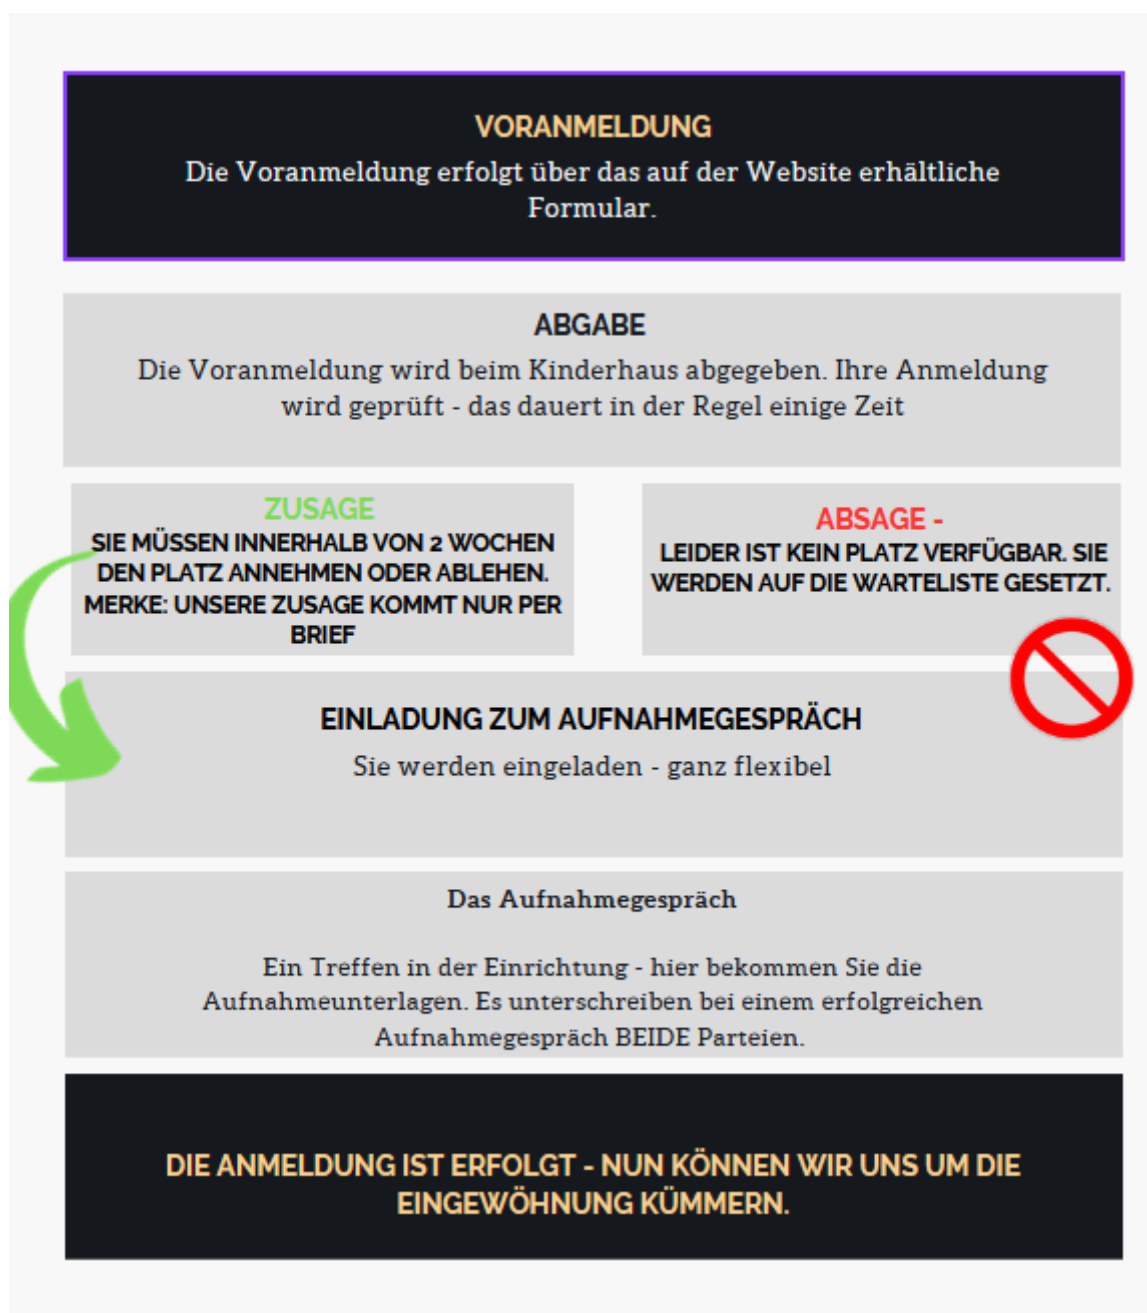 VORANMELDUNG
Die Voranmeldung erfolgt über das auf der Website erhältliche
Formular.
ABGABE
Die Voranmeldung wird beim Kinderhaus abgegeben. Ihre Anmeldung
wird geprüft - das dauert in der Regel einige Zeit
ZUSAGE
SIE MÜSSEN INNERHALB VON 2 WOCHEN
DEN PLATZ ANNEHMEN ODER ABLEHEN.
MERKE: UNSERE ZUSAGE KOMMT NUR PER
BRIEF
ABSAGE -
LEIDER IST KEIN PLATZ VERFÜGBAR. SIE
WERDEN AUF DIE WARTELISTE GESETZT.
EINLADUNG ZUM AUFNAHMEGESPRÄCH
Sie werden eingeladen - ganz flexibel
Das Aufnahmegespräch
Ein Treffen in der Einrichtung - hier bekommen Sie die
Aufnahmeunterlagen. Es unterschreiben bei einem erfolgreichen
Aufnahmegespräch BEIDE Parteien.
DIE ANMELDUNG IST ERFOLGT - NUN KÖNNEN WIR UNS UM DIE
EINGEWÖHNUNG KÜMMERN.